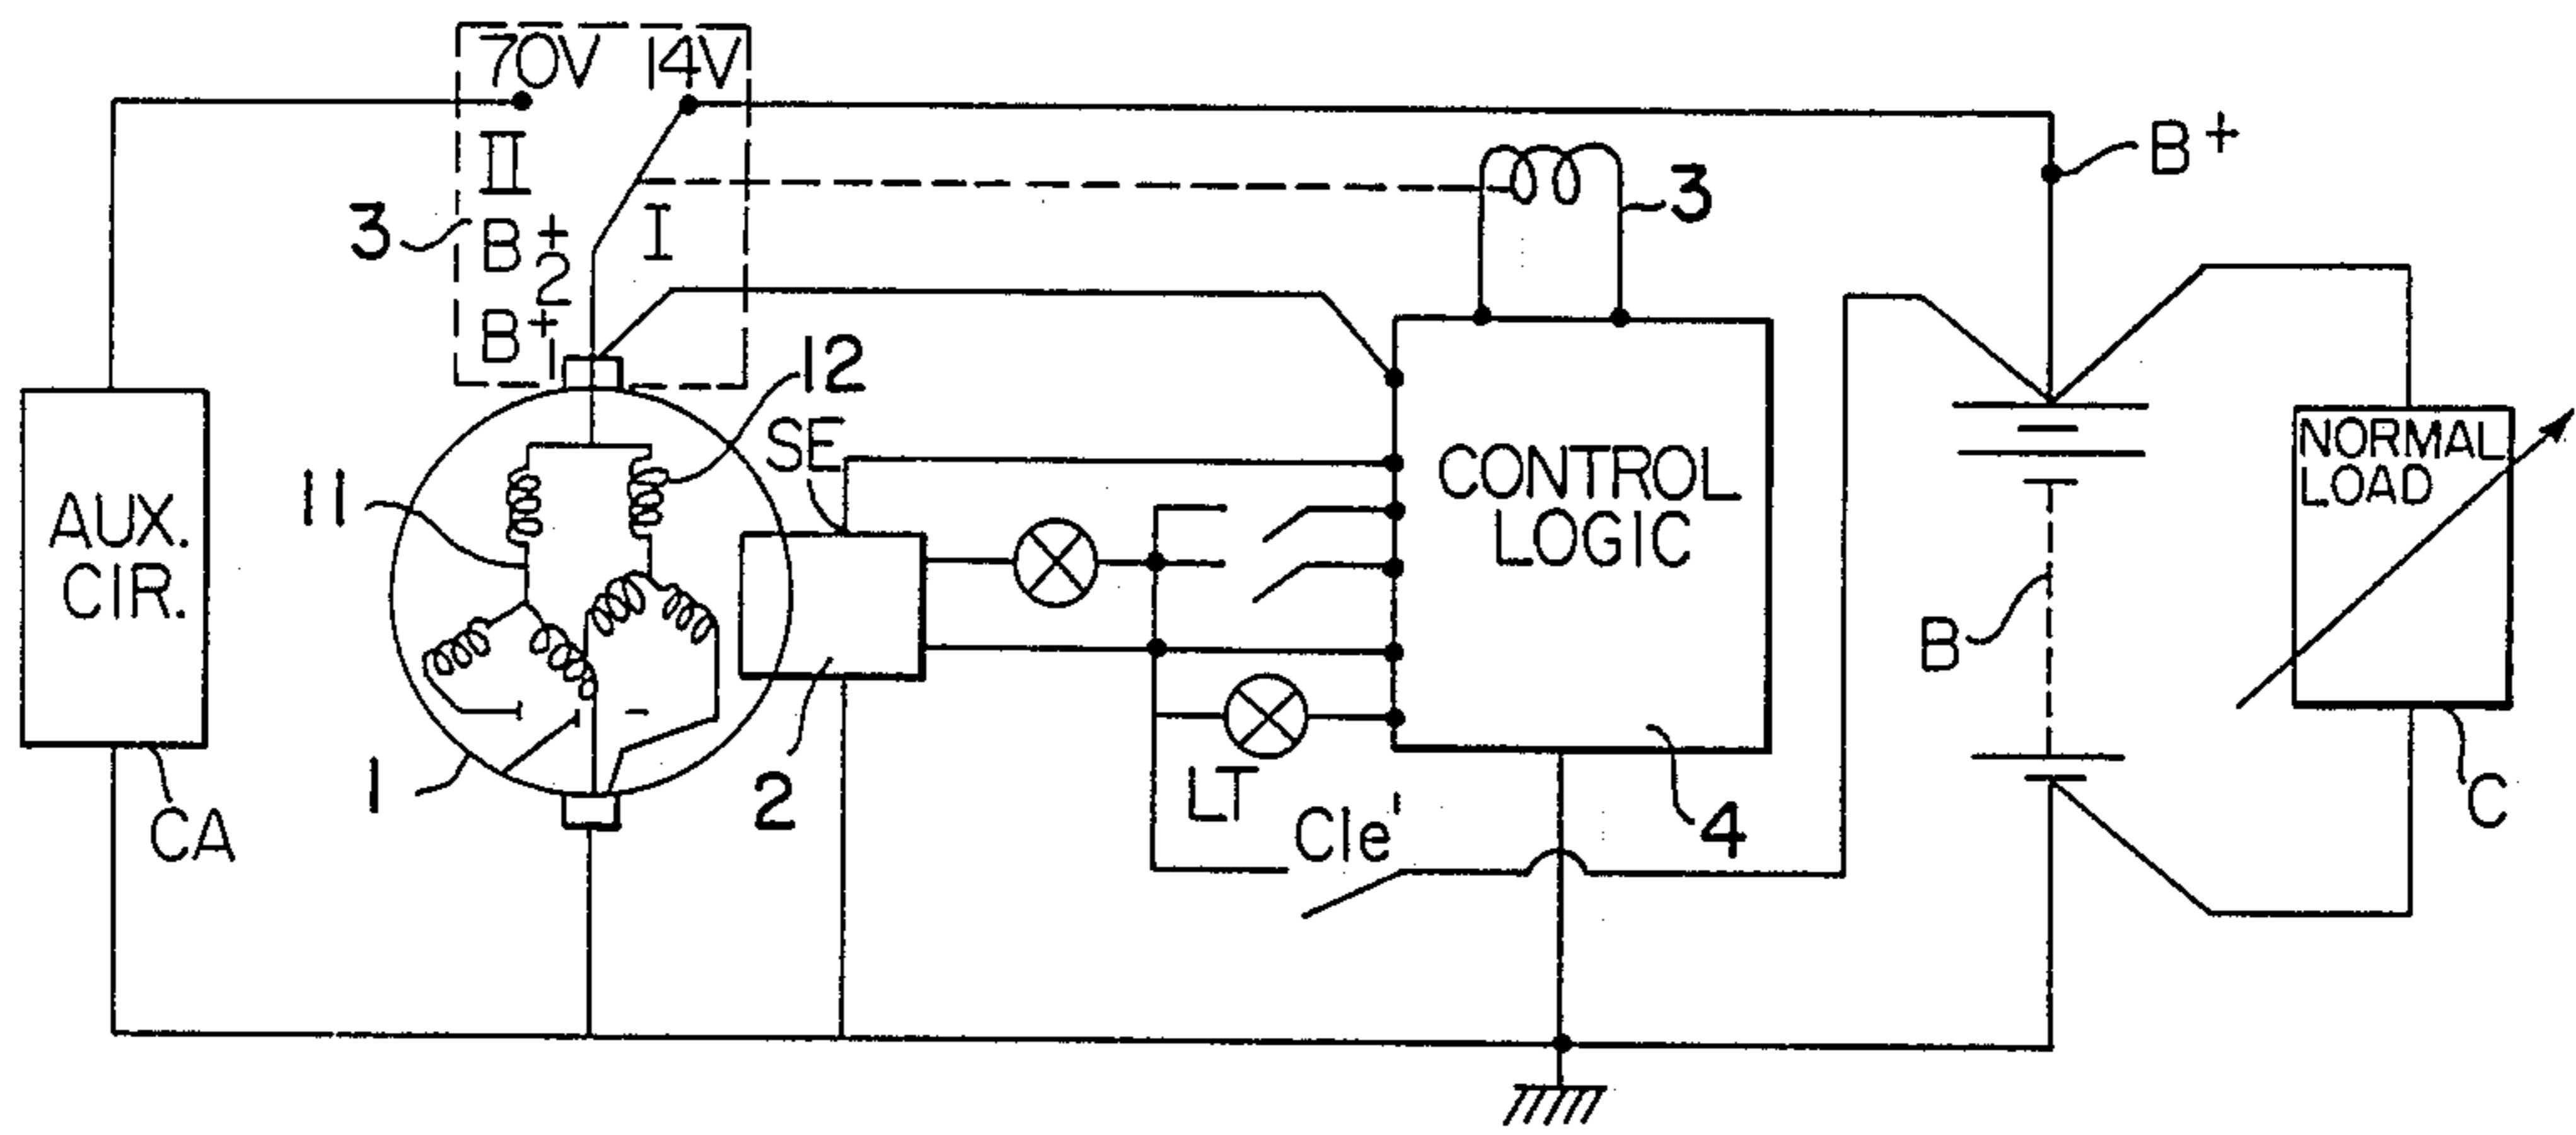 70V 14V
II
I
3
B+2
B+1
3
B+
11
12
SE
AUX.
CIR.
CONTROL
LOGIC
NORMAL
LOAD
B
1
2
CA
LT
Cle'
4
C